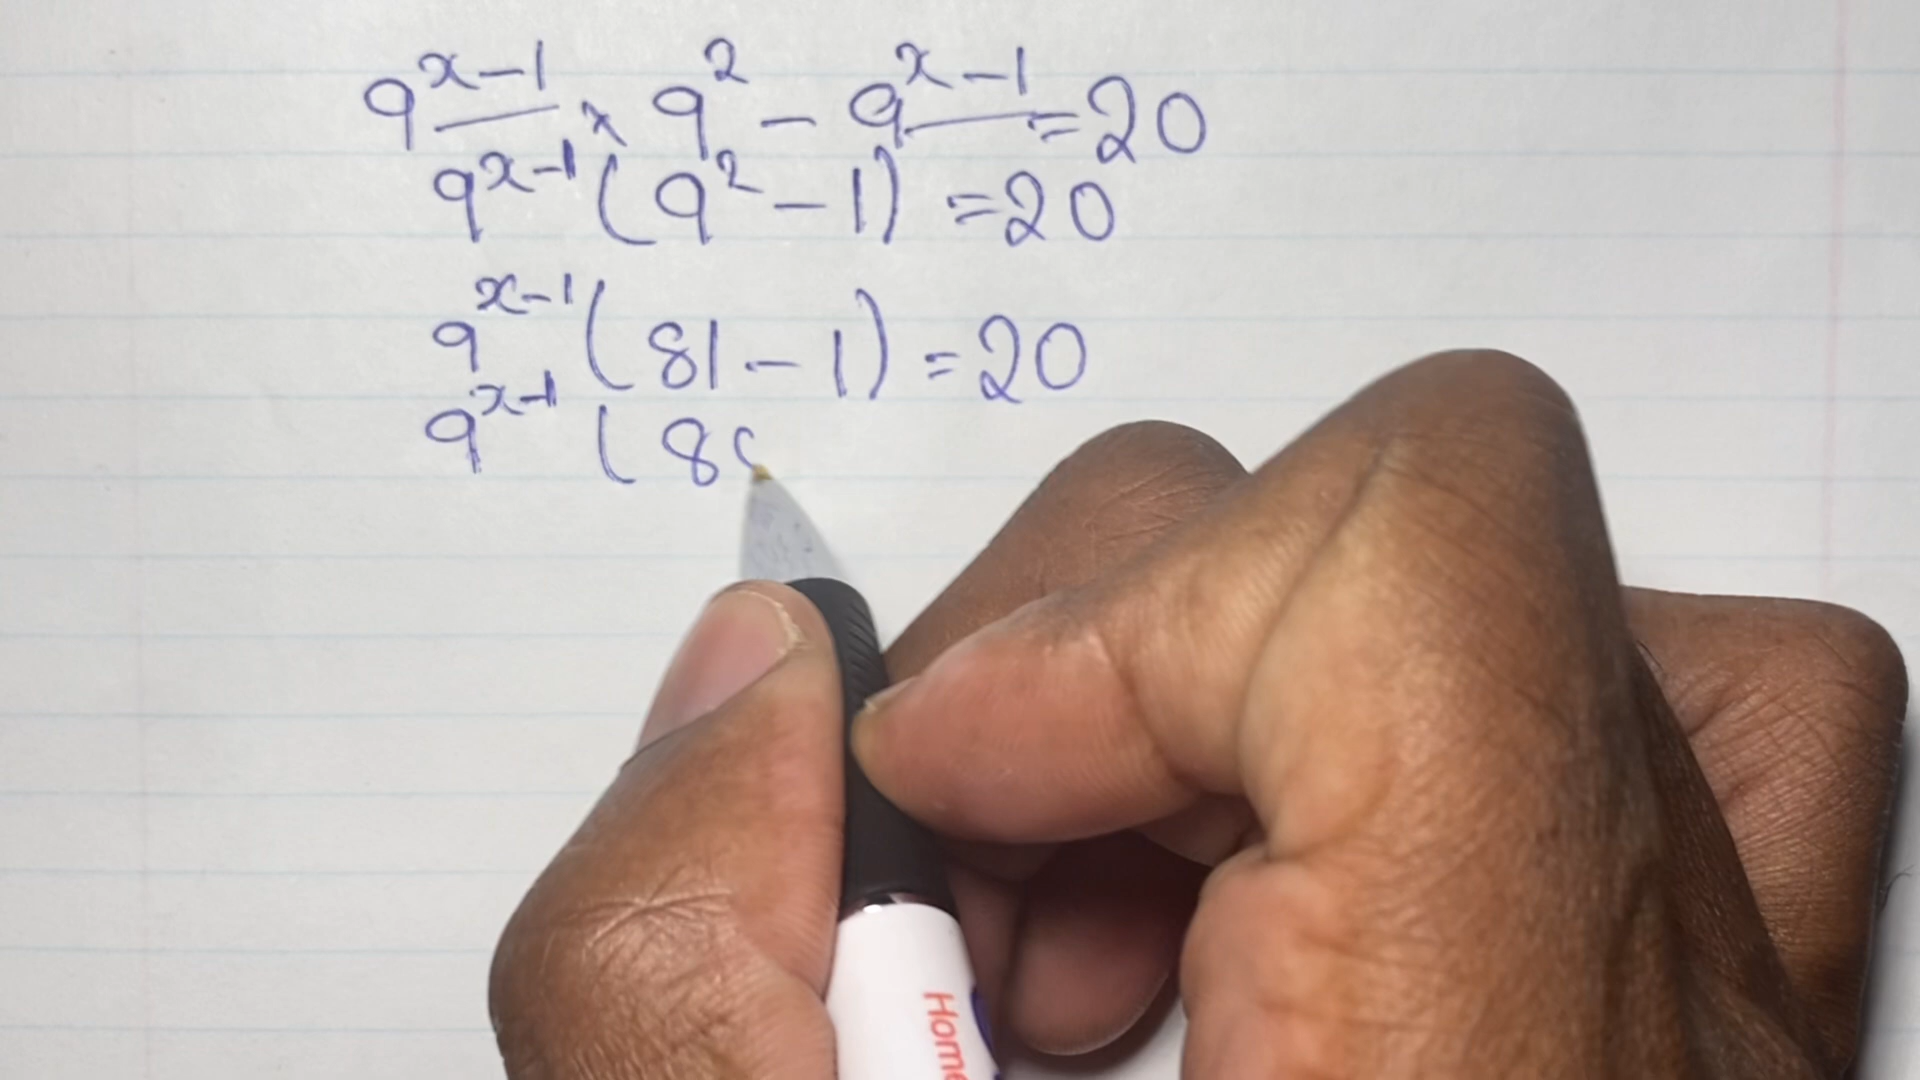 9^{x-1} × 9^2 - 9^{x-1} = 20
9^{x-1} (9^2 - 1) = 20
9^{x-1} (81 - 1) = 20
9^{x-1} (8
Home